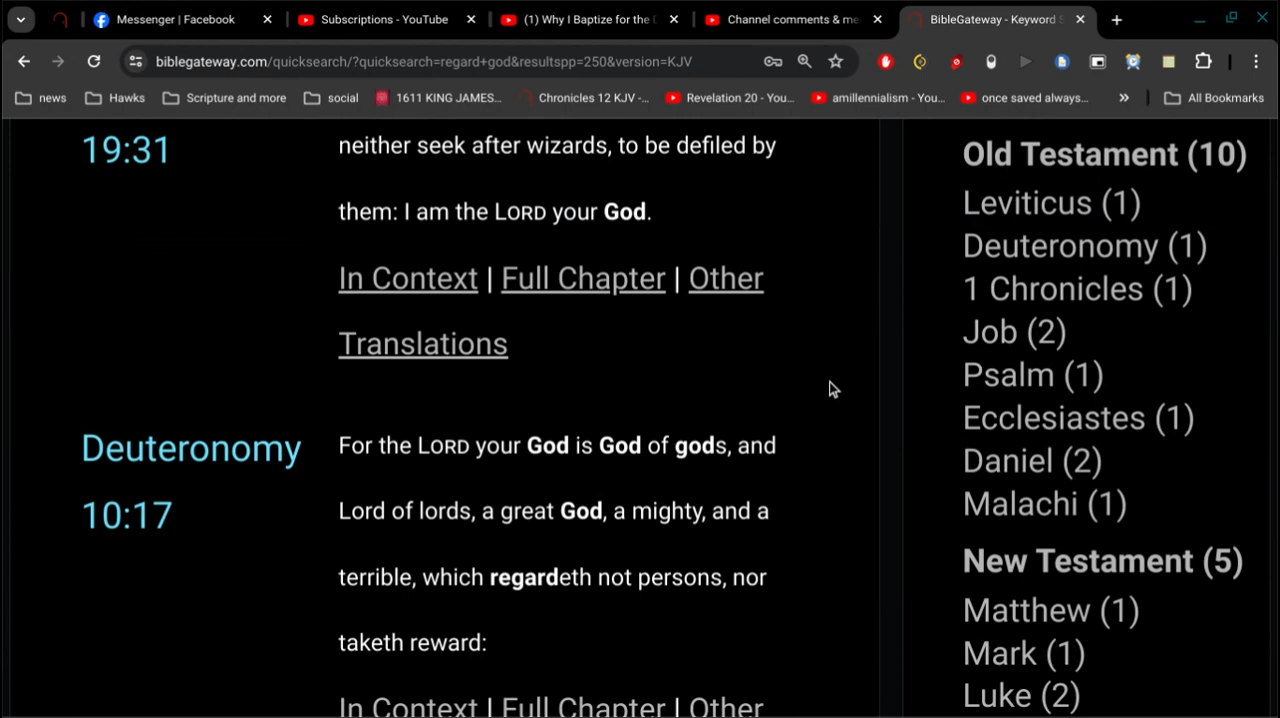 Messenger | Facebook
Subscriptions - YouTube
(1) Why I Baptize for the
Channel comments & me
BibleGateway - Keyword S
biblegateway.com/quicksearch/?quicksearch=regard+god&resultspp=250&version=KJV
news
Hawks
Scripture and more
social
1611 KING JAMES...
Chronicles 12 KJV -...
Revelation 20 - You...
amillennialism - You...
once saved always...
All Bookmarks
19:31
neither seek after wizards, to be defiled by
them: I am the LORD your God.
In Context | Full Chapter | Other
Translations
Deuteronomy
10:17
For the LORD your God is God of gods, and
Lord of lords, a great God, a mighty, and a
terrible, which regardeth not persons, nor
taketh reward:
In Context | Full Chapter | Other
Old Testament (10)
Leviticus (1)
Deuteronomy (1)
1 Chronicles (1)
Job (2)
Psalm (1)
Ecclesiastes (1)
Daniel (2)
Malachi (1)
New Testament (5)
Matthew (1)
Mark (1)
Luke (2)